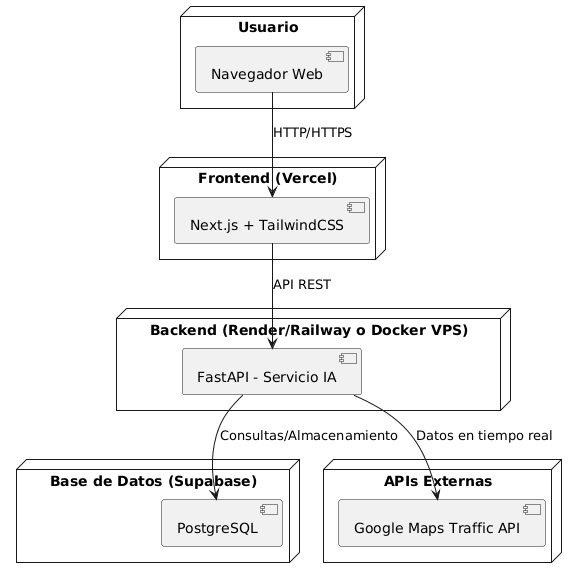 Usuario
Navegador Web
HTTP/HTTPS
Frontend (Vercel)
Next.js + TailwindCSS
API REST
Backend (Render/Railway o Docker VPS)
FastAPI - Servicio IA
Consultas/Almacenamiento
Datos en tiempo real
Base de Datos (Supabase)
PostgreSQL
APIs Externas
Google Maps Traffic API